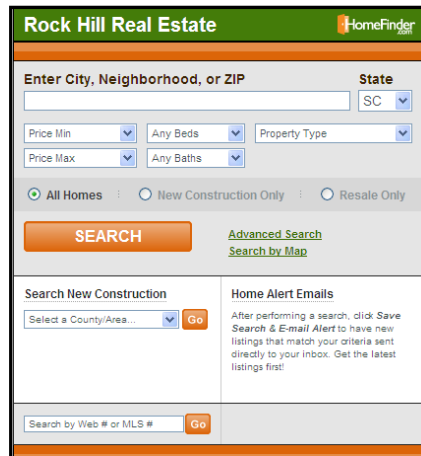 Rock Hill Real Estate
HomeFinder
.com
Enter City, Neighborhood, or ZIP
State
SC
Price Min
Any Beds
Property Type
Price Max
Any Baths
All Homes
New Construction Only
Resale Only
SEARCH
Advanced Search
Search by Map
Search New Construction
Select a County/Area...
Go
Home Alert Emails
After performing a search, click Save
Search & E-mail Alert to have new
listings that match your criteria sent
directly to your inbox. Get the latest
listings first!
Search by Web # or MLS #
Go